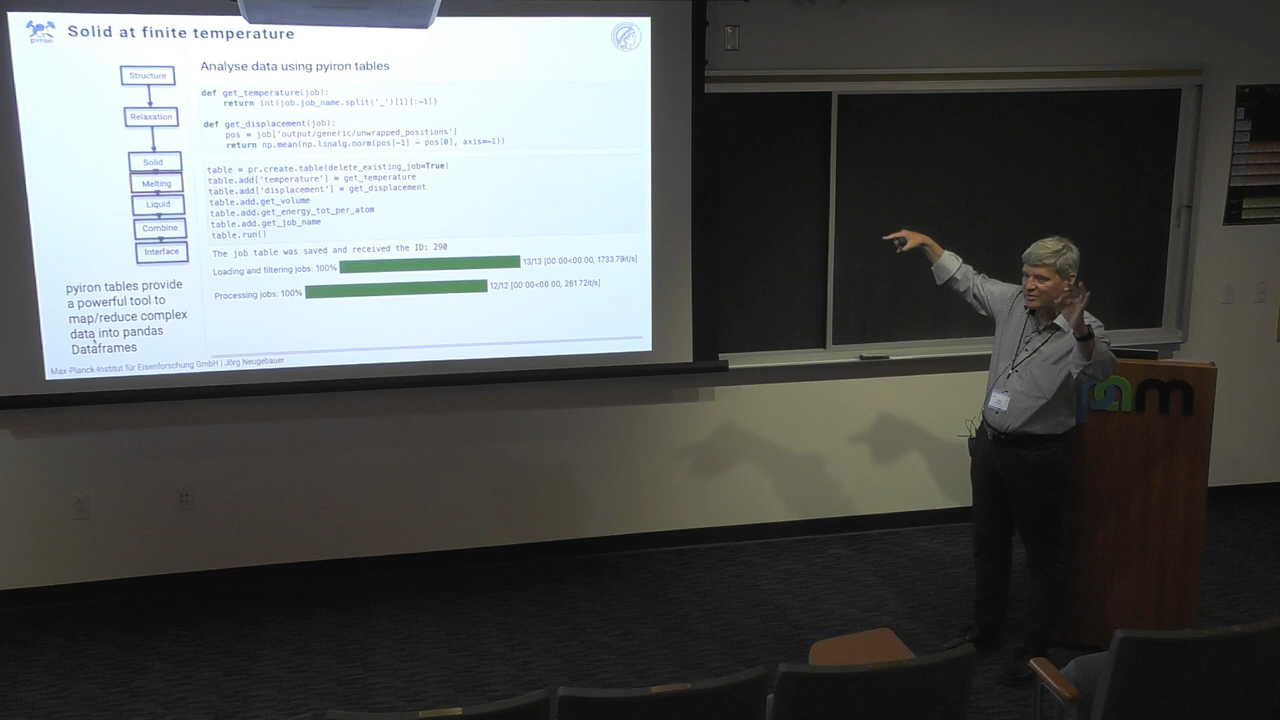 pyron
Solid at finite temperature
Structure
Relaxation
Solid
Melting
Liquid
Combine
Interface
pyiron tables provide
a powerful tool to
map/reduce complex
data into pandas
Dataframes
Analyse data using pyiron tables
def get_temperature(job):
return int(job.job_name.split('_')[1][:-1])
def get_displacement(job):
pos = job['output/generic/unwrapped_positions']
return np.mean(np.linalg.norm(pos[-1] - pos[0], axis=-1))
table = pr.create.table(delete_existing_job=True)
table.add['temperature'] = get_temperature
table.add['displacement'] = get_displacement
table.add.get_volume
table.add.get_energy_tot_per_atom
table.add.get_job_name
table.run()
The job table was saved and received the ID: 290
Loading and filtering jobs: 100% 13/13 [00:00<00:00, 1733.79it/s]
Processing jobs: 100% 12/12 [00:00<00:00, 261.72it/s]
Max-Planck-Institut für Eisenforschung GmbH | Jörg Neugebauer